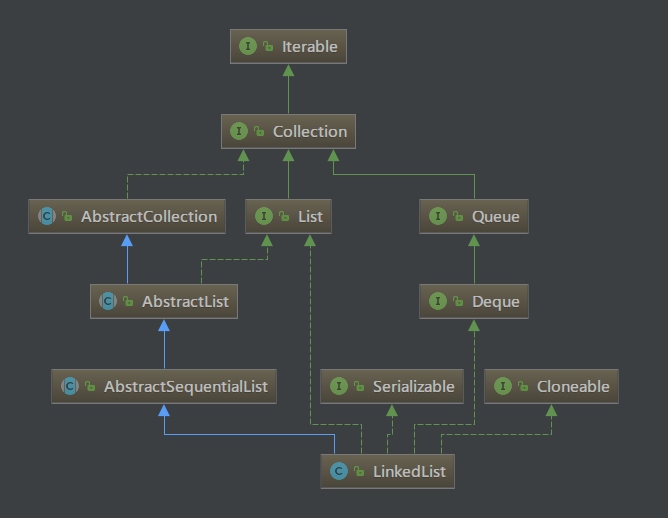 I Iterable
I Collection
C AbstractCollection
I List
I Queue
C AbstractList
I Deque
C AbstractSequentialList
I Serializable
I Cloneable
C LinkedList